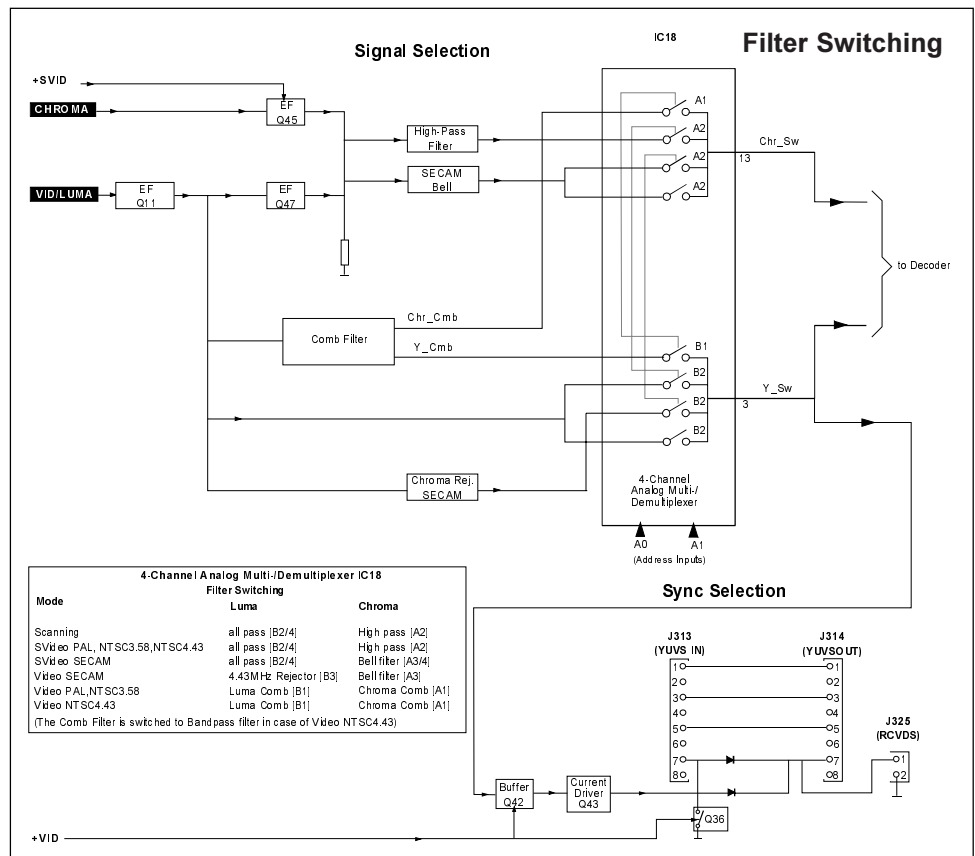 Filter Switching
Signal Selection
IC18
+SVID
CHROMA
EF
Q45
VID/LUMA
EF
Q11
EF
Q47
High-Pass
Filter
SECAM
Bell
A1
A2
A2
A2
13
Chr_Sw
to Decoder
Comb Filter
Chr_Cmb
Y_Cmb
B1
B2
B2
B2
3
Y_Sw
Chroma Rej.
SECAM
4-Channel
Analog Multi-/
Demultiplexer
A0 A1
(Address Inputs)
4-Channel Analog Multi-/Demultiplexer IC18
Filter Switching
Mode Luma Chroma
Scanning all pass [B2/4] High pass [A2]
SVideo PAL, NTSC3.58,NTSC4.43 all pass [B2/4] High pass [A2]
SVideo SECAM all pass [B2/4] Bell filter [A3/4]
Video SECAM 4.43MHz Rejector [B3] Bell filter [A3]
Video PAL,NTSC3.58 Luma Comb [B1] Chroma Comb [A1]
Video NTSC4.43 Luma Comb [B1] Chroma Comb [A1]
(The Comb Filter is switched to Bandpass filter in case of Video NTSC4.43)
Sync Selection
J313
(YUVS IN)
1
2
3
4
5
6
7
8
J314
(YUVSOUT)
1
2
3
4
5
6
7
8
J325
(RCVDS)
1
2
Buffer
Q42
Current
Driver
Q43
Q36
+VID